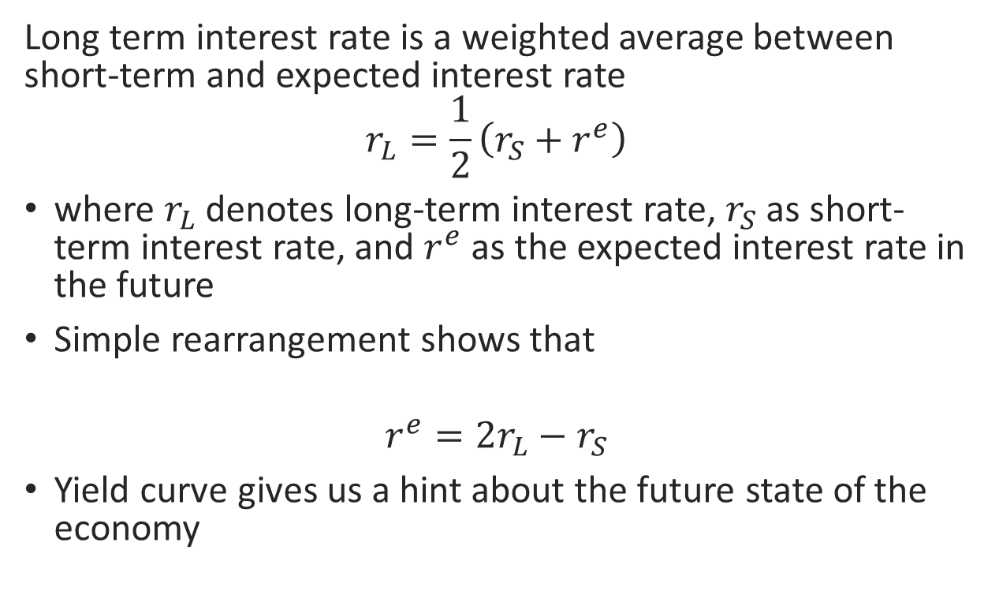 Long term interest rate is a weighted average between
short-term and expected interest rate
r_L = \frac{1}{2}(r_S + r^e)
• where r_L denotes long-term interest rate, r_S as short-
term interest rate, and r^e as the expected interest rate in
the future
• Simple rearrangement shows that
r^e = 2r_L − r_S
• Yield curve gives us a hint about the future state of the
economy